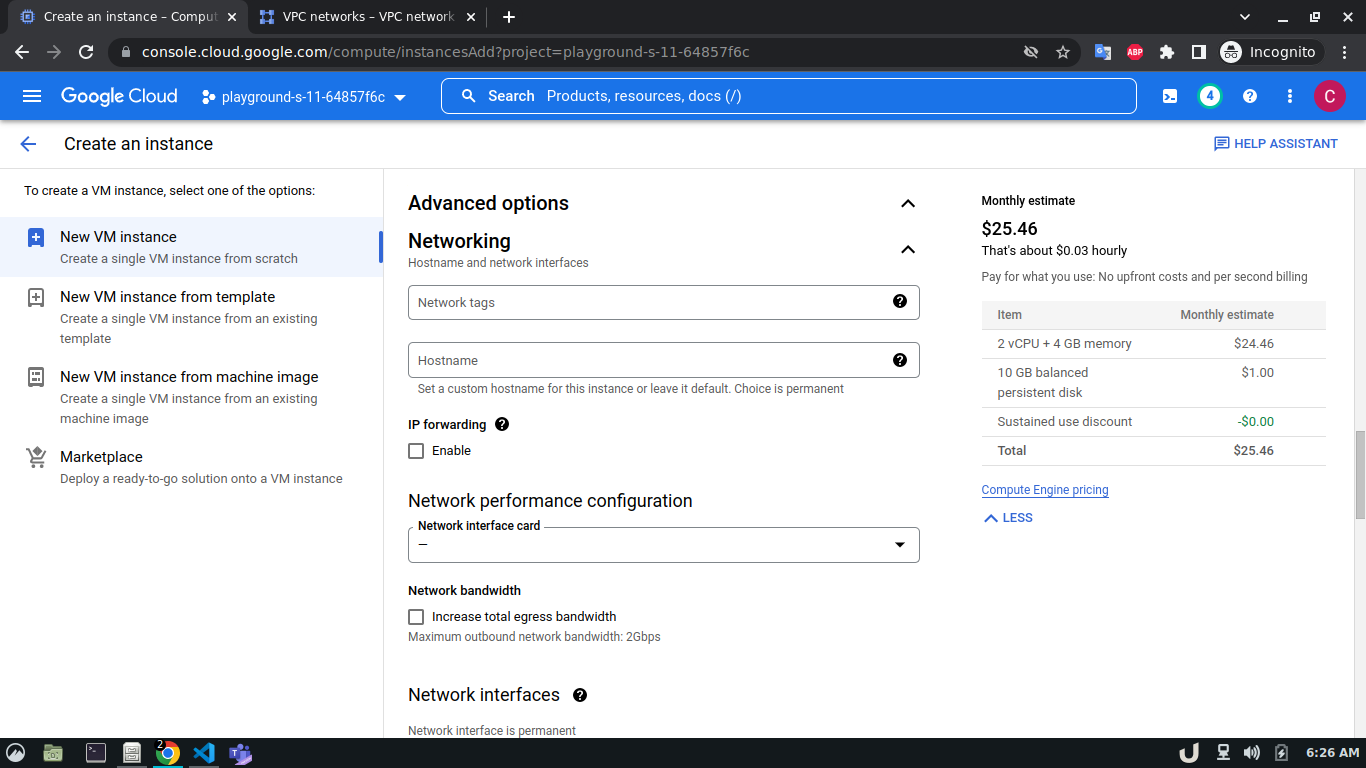 Create an instance – Comput
VPC networks – VPC network
console.cloud.google.com/compute/instancesAdd?project=playground-s-11-64857f6c
ABP
Incognito
Google Cloud
playground-s-11-64857f6c
Search Products, resources, docs (/)
4
C
Create an instance
HELP ASSISTANT
To create a VM instance, select one of the options:
New VM instance
Create a single VM instance from scratch
New VM instance from template
Create a single VM instance from an existing
template
New VM instance from machine image
Create a single VM instance from an existing
machine image
Marketplace
Deploy a ready-to-go solution onto a VM instance
Advanced options
Networking
Hostname and network interfaces
Network tags
Hostname
Set a custom hostname for this instance or leave it default. Choice is permanent
IP forwarding
Enable
Network performance configuration
Network interface card
—
Network bandwidth
Increase total egress bandwidth
Maximum outbound network bandwidth: 2Gbps
Network interfaces
Network interface is permanent
Monthly estimate
$25.46
That's about $0.03 hourly
Pay for what you use: No upfront costs and per second billing
Item Monthly estimate
2 vCPU + 4 GB memory $24.46
10 GB balanced
persistent disk $1.00
Sustained use discount -$0.00
Total $25.46
Compute Engine pricing
LESS
2
6:26 AM